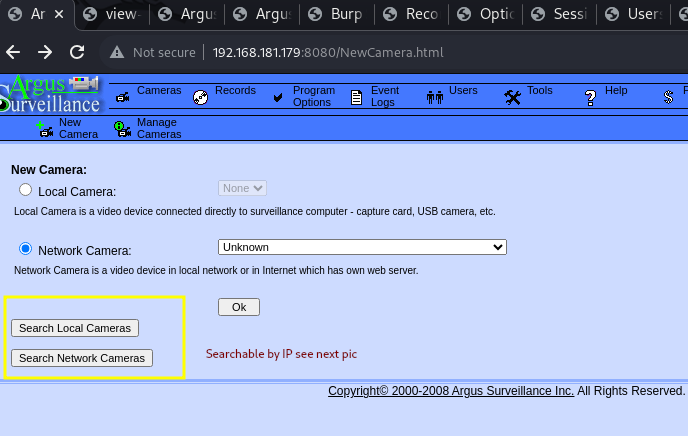 Ar
view-
Argus
Argus
Burp
Reco
Optic
Sessi
Users
Not secure 192.168.181.179:8080/NewCamera.html
Argus
Surveillance
Cameras
Records
Program
Options
Event
Logs
Users
Tools
Help
New
Camera
Manage
Cameras
New Camera:
Local Camera:
None
Local Camera is a video device connected directly to surveillance computer - capture card, USB camera, etc.
Network Camera:
Unknown
Network Camera is a video device in local network or in Internet which has own web server.
Ok
Search Local Cameras
Search Network Cameras
Searchable by IP see next pic
Copyright© 2000-2008 Argus Surveillance Inc. All Rights Reserved.